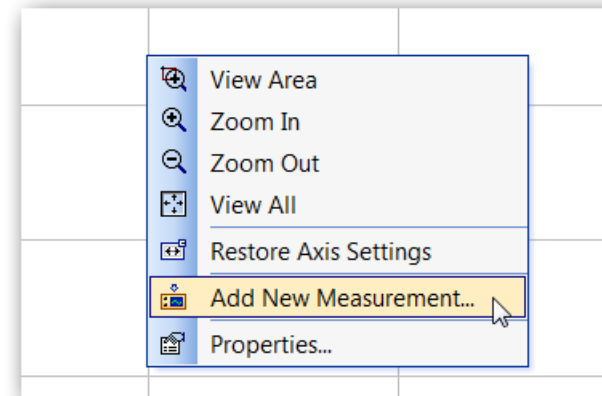 View Area
Zoom In
Zoom Out
View All
Restore Axis Settings
Add New Measurement...
Properties...